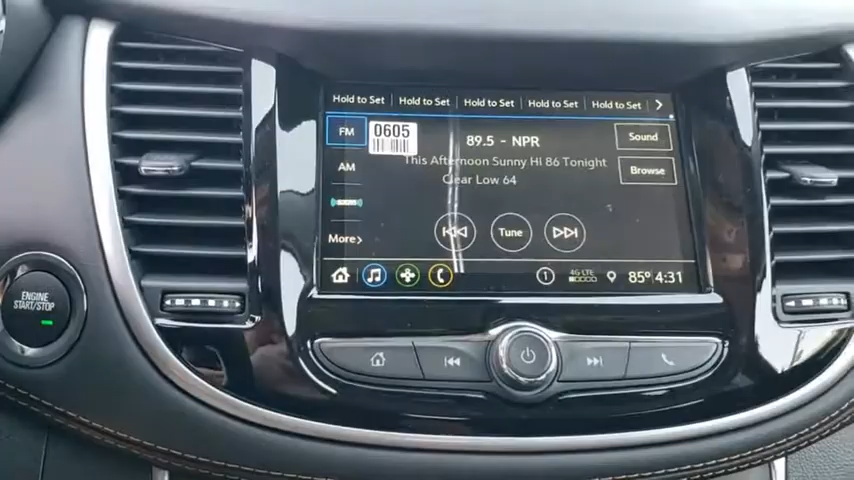 Hold to Set Hold to Set Hold to Set Hold to Set Hold to Set
FM
0605
89.5 - NPR
Sound
AM
This Afternoon Sunny HI 86 Tonight
Clear Low 64
Browse
More
Tune
1 4G LTE 85° 4:31
ENGINE
START/STOP